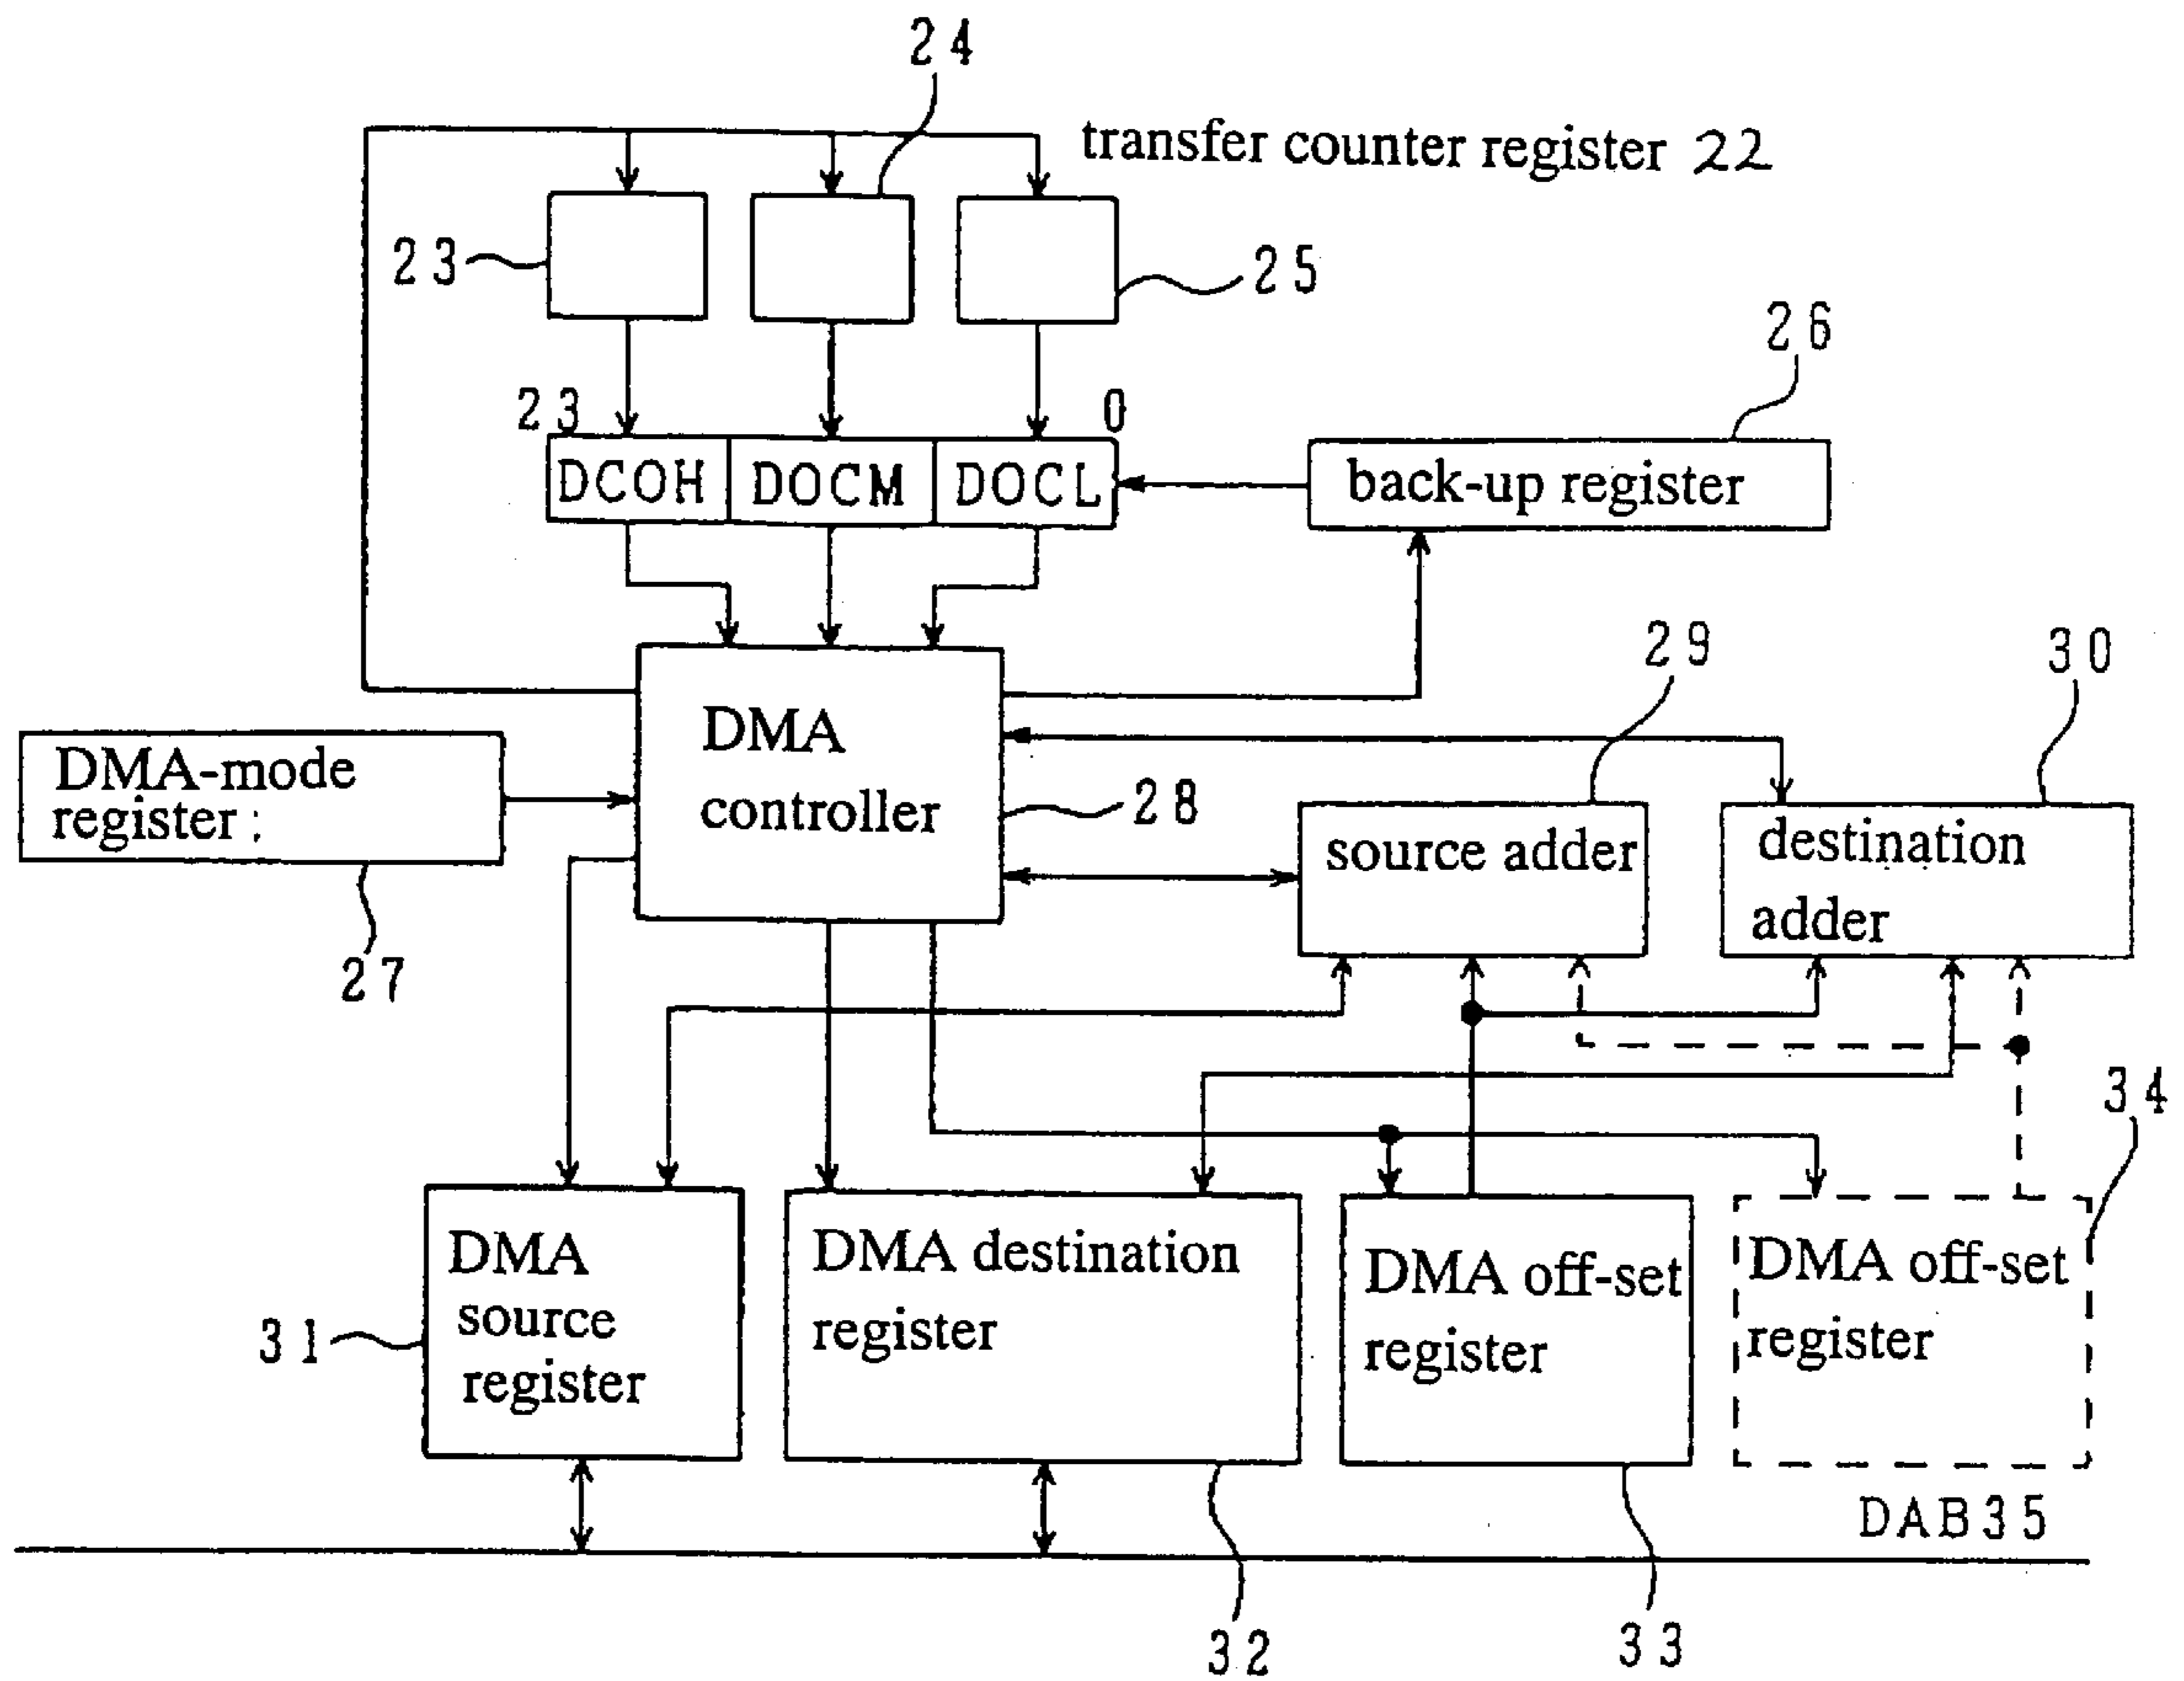 24
transfer counter register 22
23
25
26
23
0
DCOH DOCM DOCL
back-up register
29
30
DMA
controller
28
DMA-mode
register :
27
source adder
destination
adder
34
DMA
source
register
31
DMA destination
register
DMA off-set
register
DMA off-set
register
DAB35
32
33